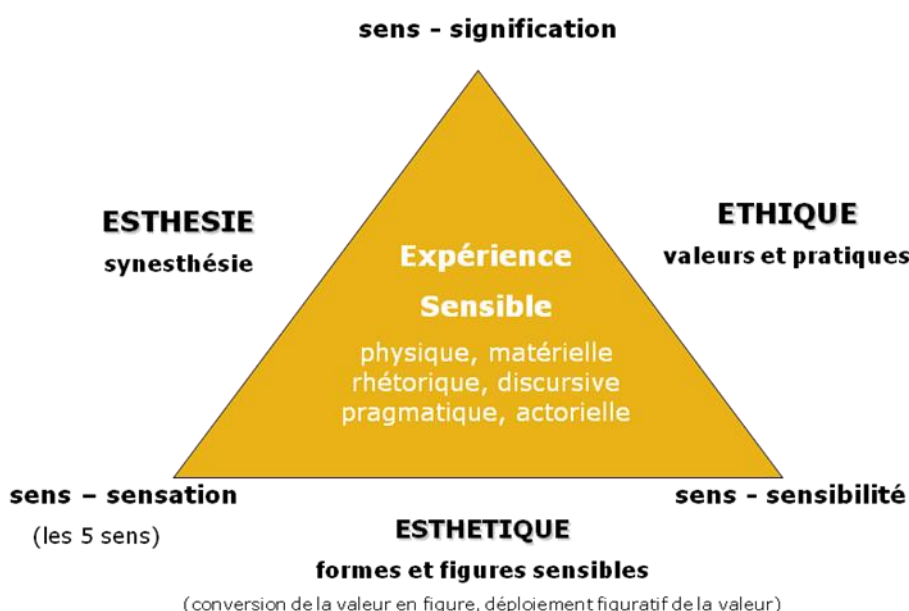 sens - signification
ESTHESIE
synesthésie
ETHIQUE
valeurs et pratiques
Expérience
Sensible
physique, matérielle
rhétorique, discursive
pragmatique, actorielle
sens – sensation
(les 5 sens)
sens - sensibilité
ESTHETIQUE
formes et figures sensibles
(conversion de la valeur en figure, déploiement figuratif de la valeur)